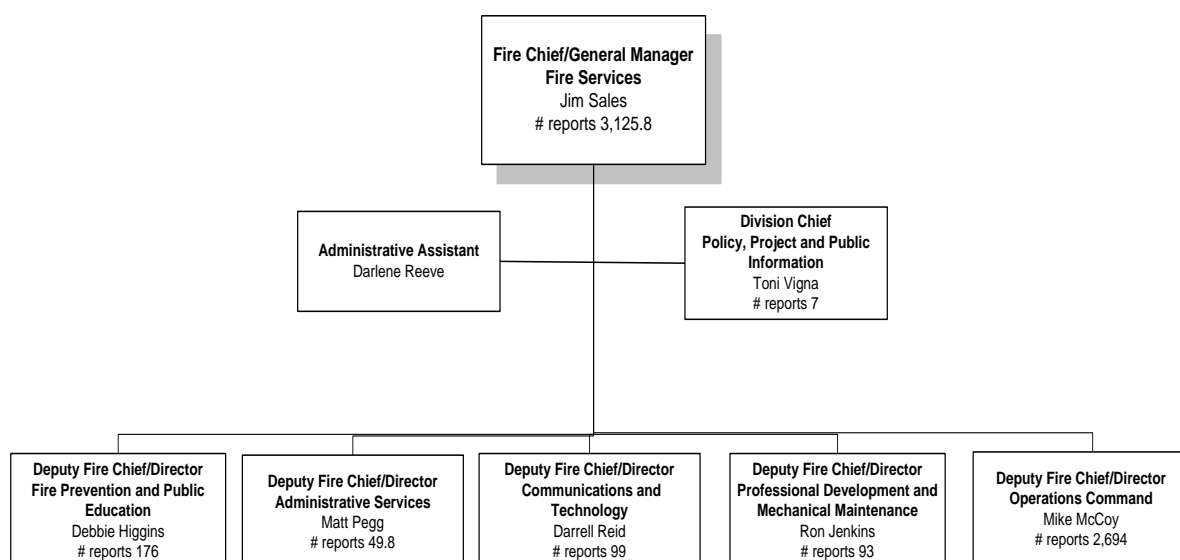 Fire Chief/General Manager
Fire Services
Jim Sales
# reports 3,125.8
Administrative Assistant
Darlene Reeve
Division Chief
Policy, Project and Public
Information
Toni Vigna
# reports 7
Deputy Fire Chief/Director
Fire Prevention and Public
Education
Debbie Higgins
# reports 176
Deputy Fire Chief/Director
Administrative Services
Matt Pegg
# reports 49.8
Deputy Fire Chief/Director
Communications and
Technology
Darrell Reid
# reports 99
Deputy Fire Chief/Director
Professional Development and
Mechanical Maintenance
Ron Jenkins
# reports 93
Deputy Fire Chief/Director
Operations Command
Mike McCoy
# reports 2,694